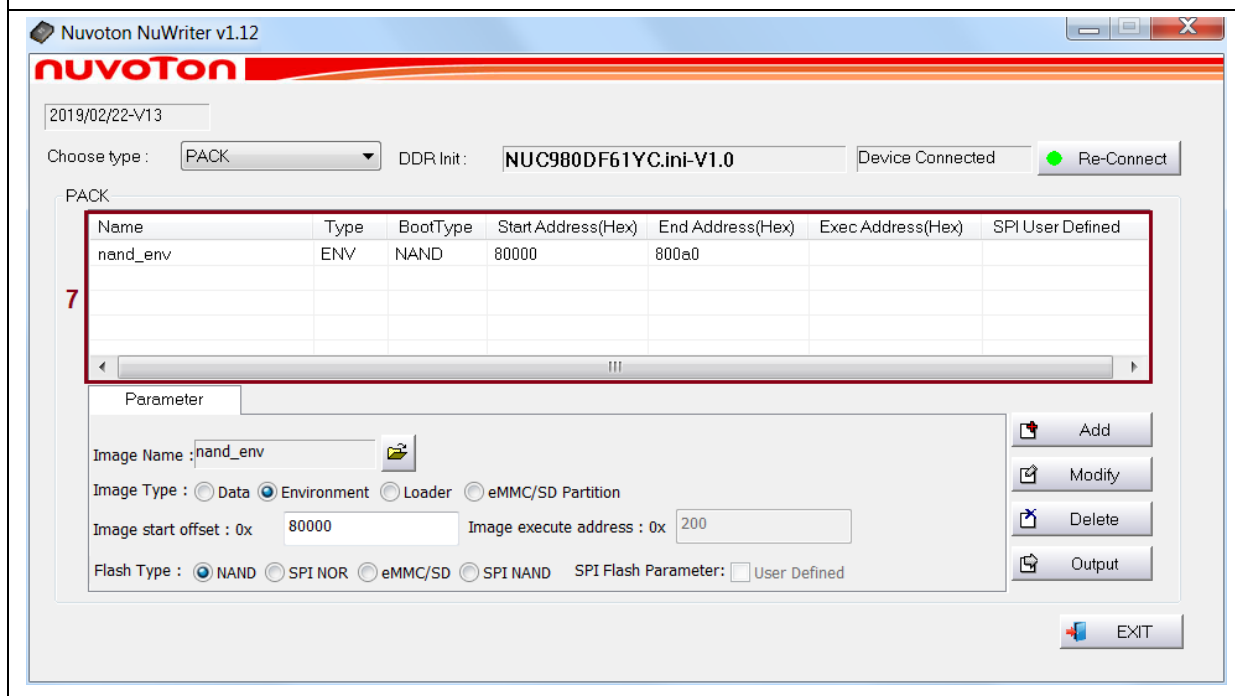 Nuvoton NuWriter v1.12
nuvoTon
2019/02/22-V13
Choose type : PACK DDR Init : NUC980DF61YC.ini-V1.0 Device Connected Re-Connect
PACK
Name Type BootType Start Address(Hex) End Address(Hex) Exec Address(Hex) SPI User Defined
nand_env ENV NAND 80000 800a0
7
Parameter
Image Name : nand_env
Image Type : Data Environment Loader eMMC/SD Partition
Image start offset : 0x 80000 Image execute address : 0x 200
Flash Type : NAND SPI NOR eMMC/SD SPI NAND SPI Flash Parameter: User Defined
Add
Modify
Delete
Output
EXIT